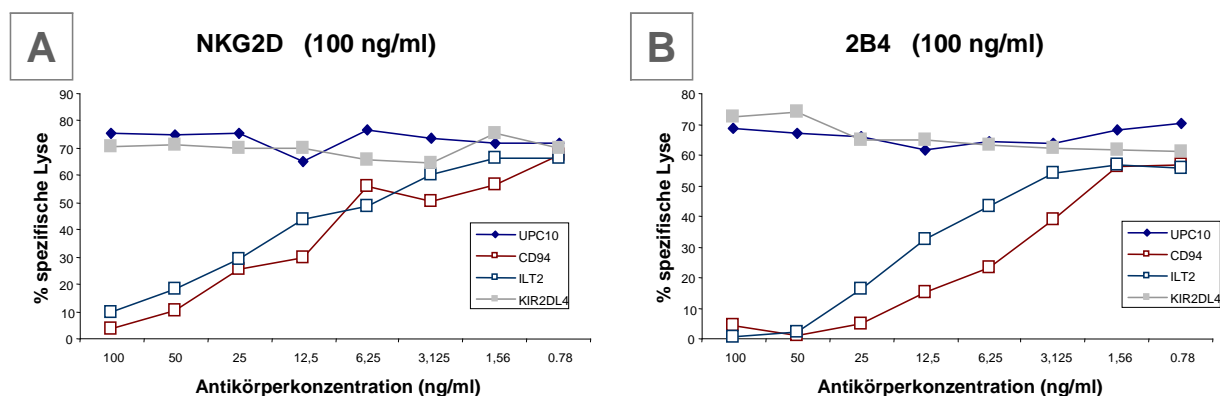 A
NKG2D (100 ng/ml)
% spezifische Lyse
90
80
70
60
50
40
30
20
10
0
UPC10
CD94
ILT2
KIR2DL4
100 50 25 12,5 6,25 3,125 1,56 0.78
Antikörperkonzentration (ng/ml)
B
2B4 (100 ng/ml)
% spezifische Lyse
80
70
60
50
40
30
20
10
0
UPC10
CD94
ILT2
KIR2DL4
100 50 25 12,5 6,25 3,125 1,56 0.78
Antikörperkonzentration (ng/ml)